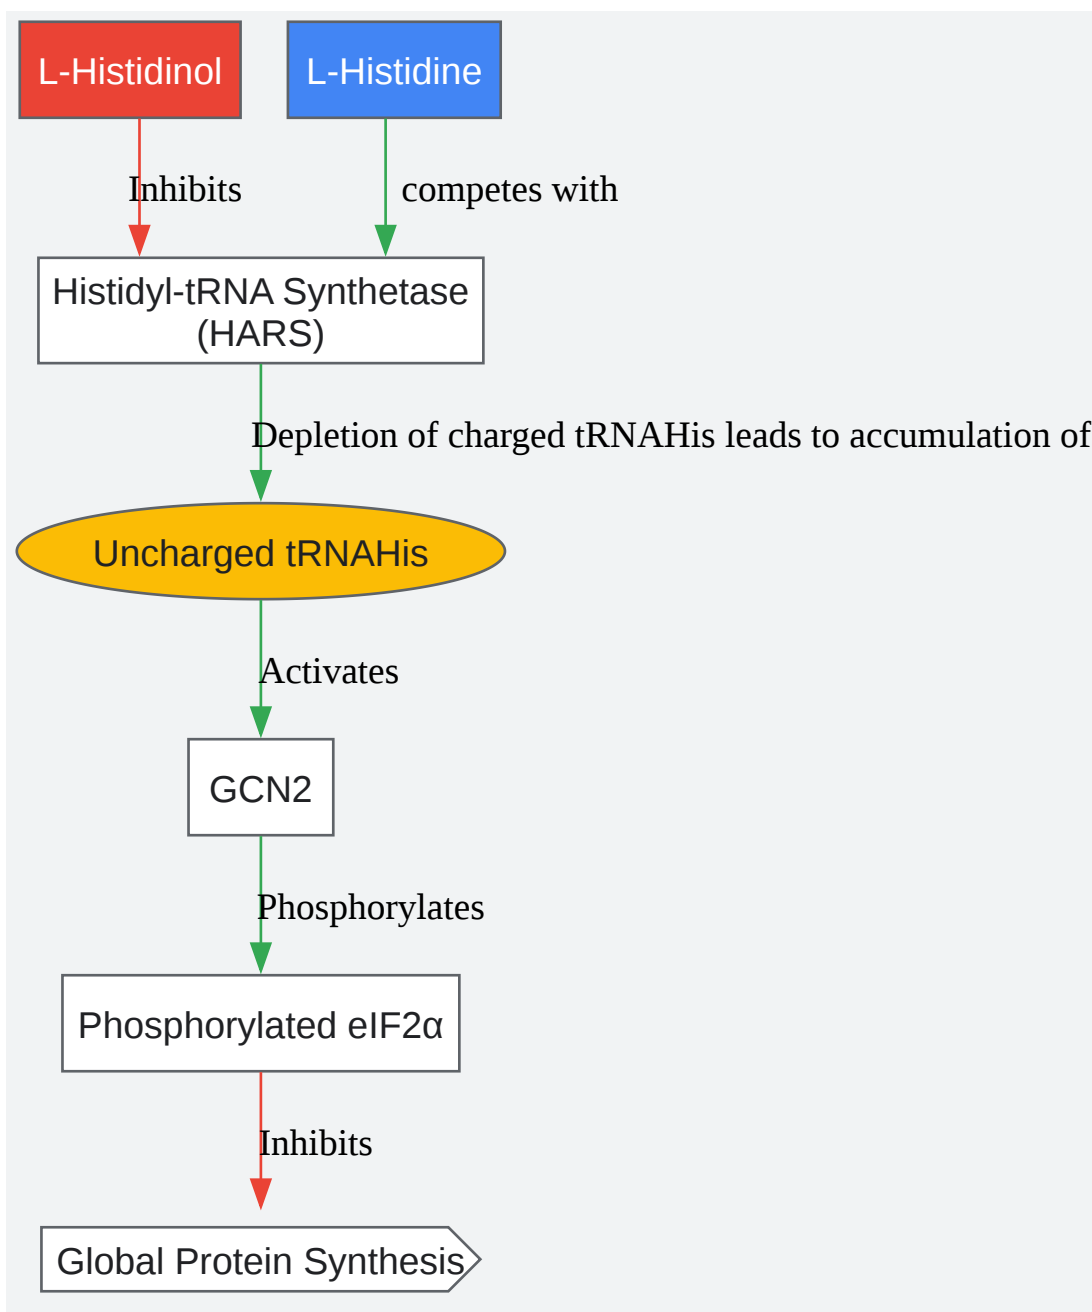 L-Histidinol
L-Histidine
Inhibits
competes with
Histidyl-tRNA Synthetase
(HARS)
Depletion of charged tRNAHis leads to accumulation of
Uncharged tRNAHis
Activates
GCN2
Phosphorylates
Phosphorylated eIF2α
Inhibits
Global Protein Synthesis